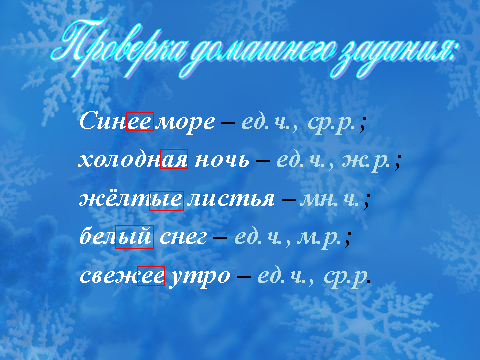 Проверка домашнего задания:
Синее море – ед.ч., ср.р.;
холодная ночь – ед.ч., ж.р.;
жёлтые листья – мн.ч.;
белый снег – ед.ч., м.р.;
свежее утро – ед.ч., ср.р.